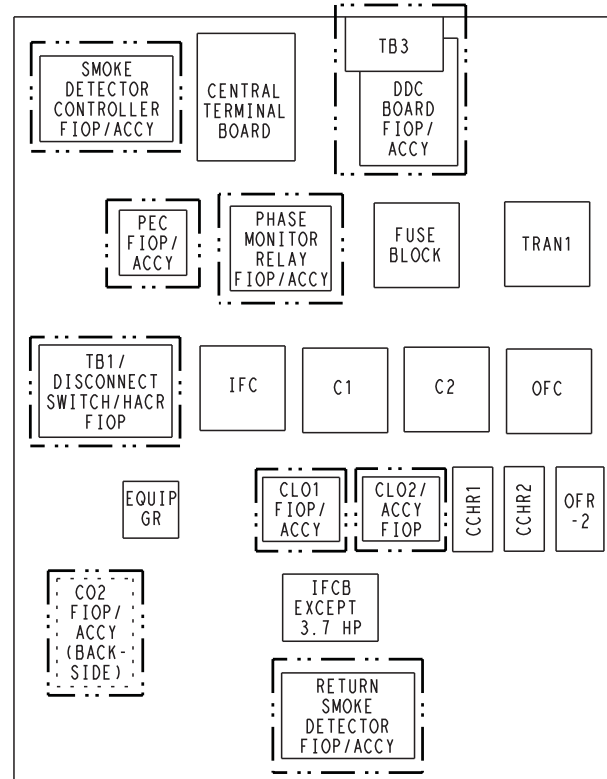 SMOKE
DETECTOR
CONTROLLER
FIOP/ACCY
CENTRAL
TERMINAL
BOARD
TB3
DDC
BOARD
FIOP/
ACCY
PEC
FIOP/
ACCY
PHASE
MONITOR
RELAY
FIOP/ACCY
FUSE
BLOCK
TRAN1
TB1/
DISCONNECT
SWITCH/HACR
FIOP
IFC
C1
C2
OFC
EQUIP
GR
CLO1
FIOP/
ACCY
CLO2/
ACCY
FIOP
CCHR1
CCHR2
OFR
-2
CO2
FIOP/
ACCY
(BACK-
SIDE)
IFCB
EXCEPT
3.7 HP
RETURN
SMOKE
DETECTOR
FIOP/ACCY